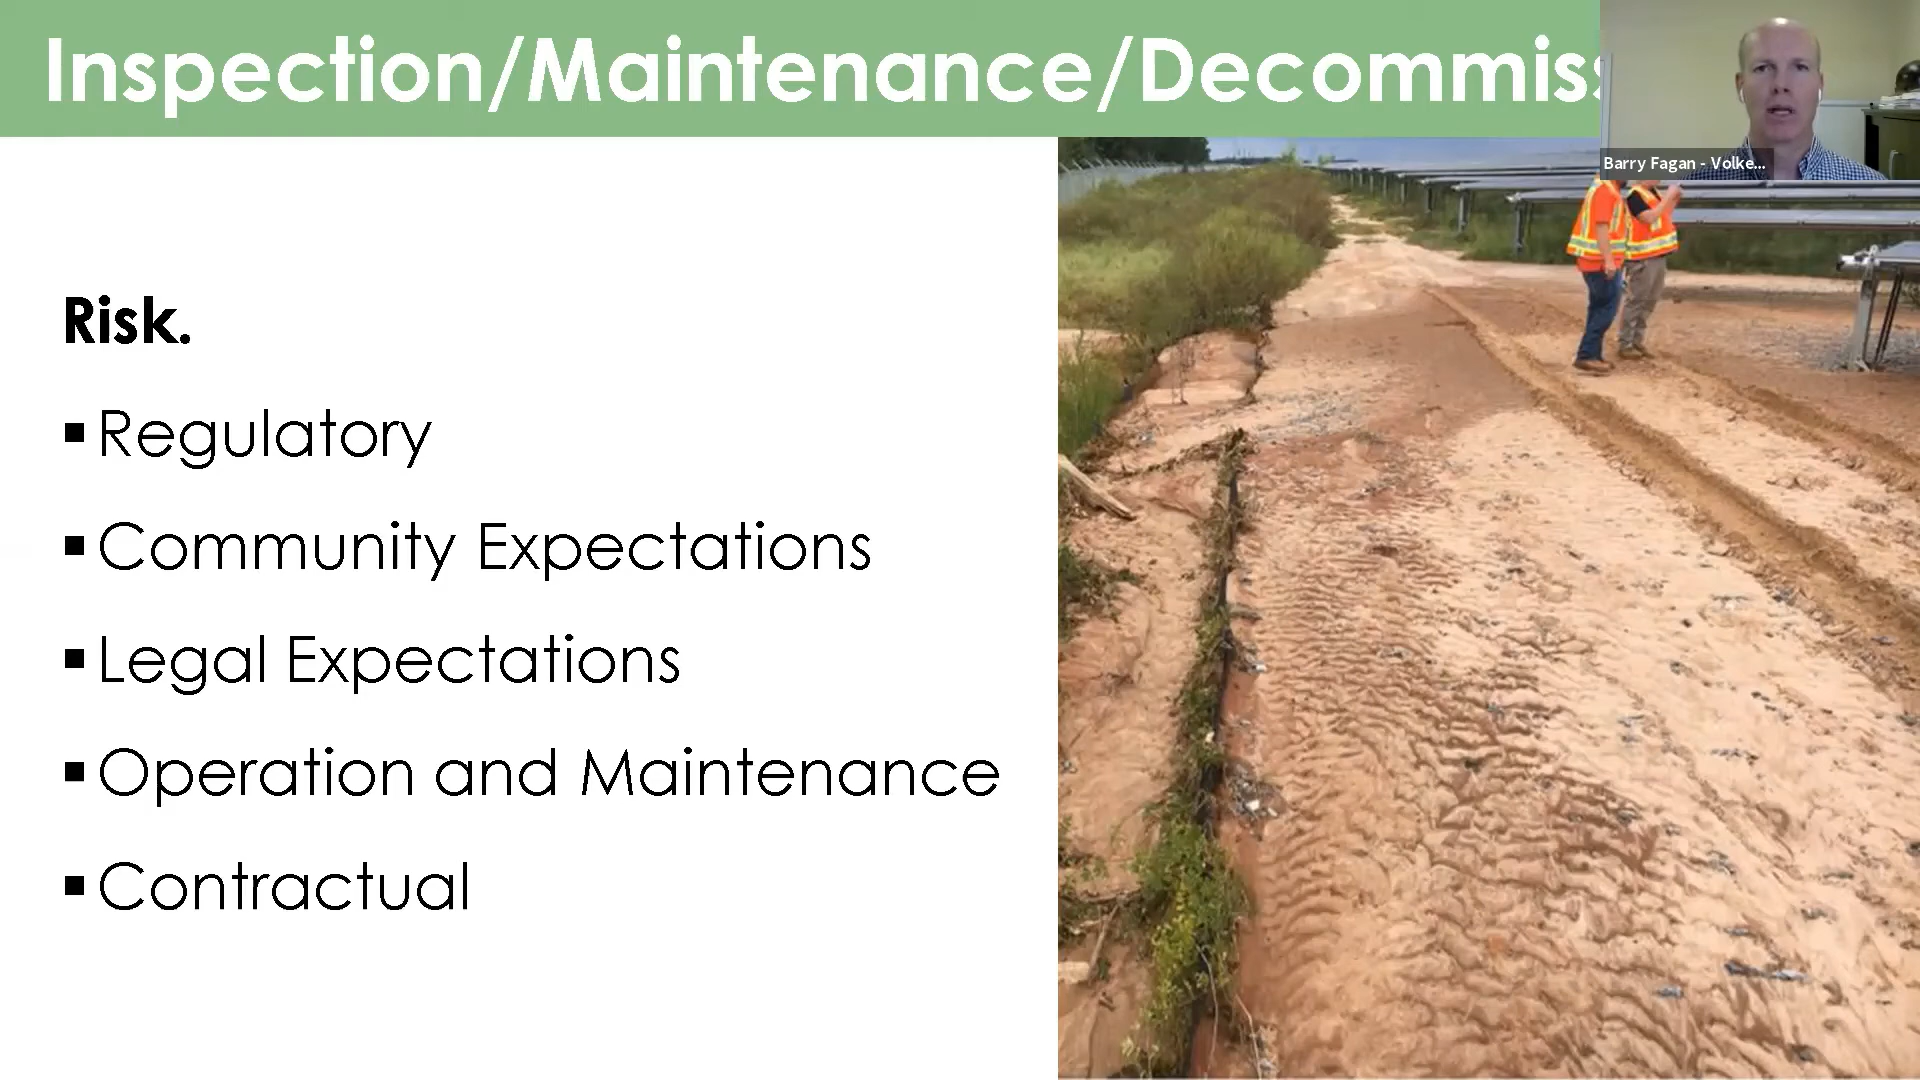 Inspection/Maintenance/Decommiss
Barry Fagan - Volke...
Risk.
▪Regulatory
▪Community Expectations
▪Legal Expectations
▪Operation and Maintenance
▪Contractual